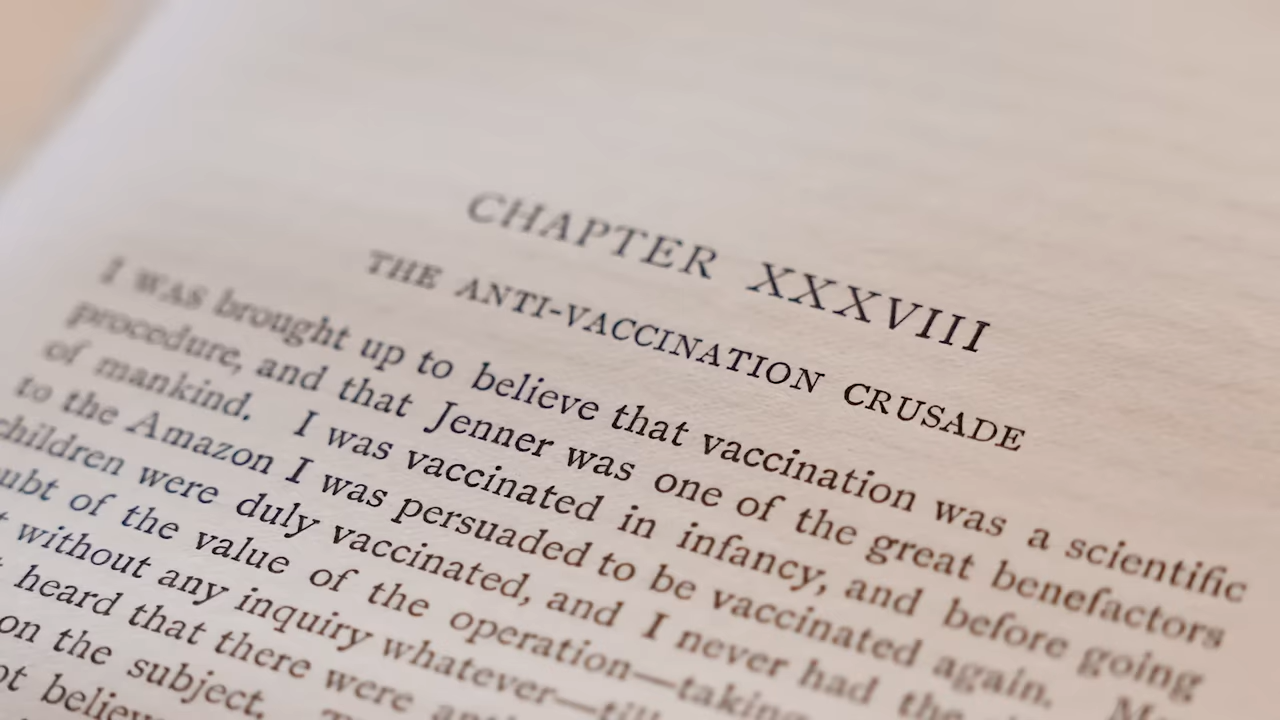 CHAPTER XXXVIII
THE ANTI-VACCINATION CRUSADE
I WAS brought up to believe that vaccination was a scientific
procedure, and that Jenner was one of the great benefactors
of mankind. I was vaccinated in infancy, and before going
to the Amazon I was persuaded to be vaccinated again.
children were duly vaccinated, and I never had the
of the value of the operation—taking
without any inquiry whatever—till
heard that there were
on the subject.